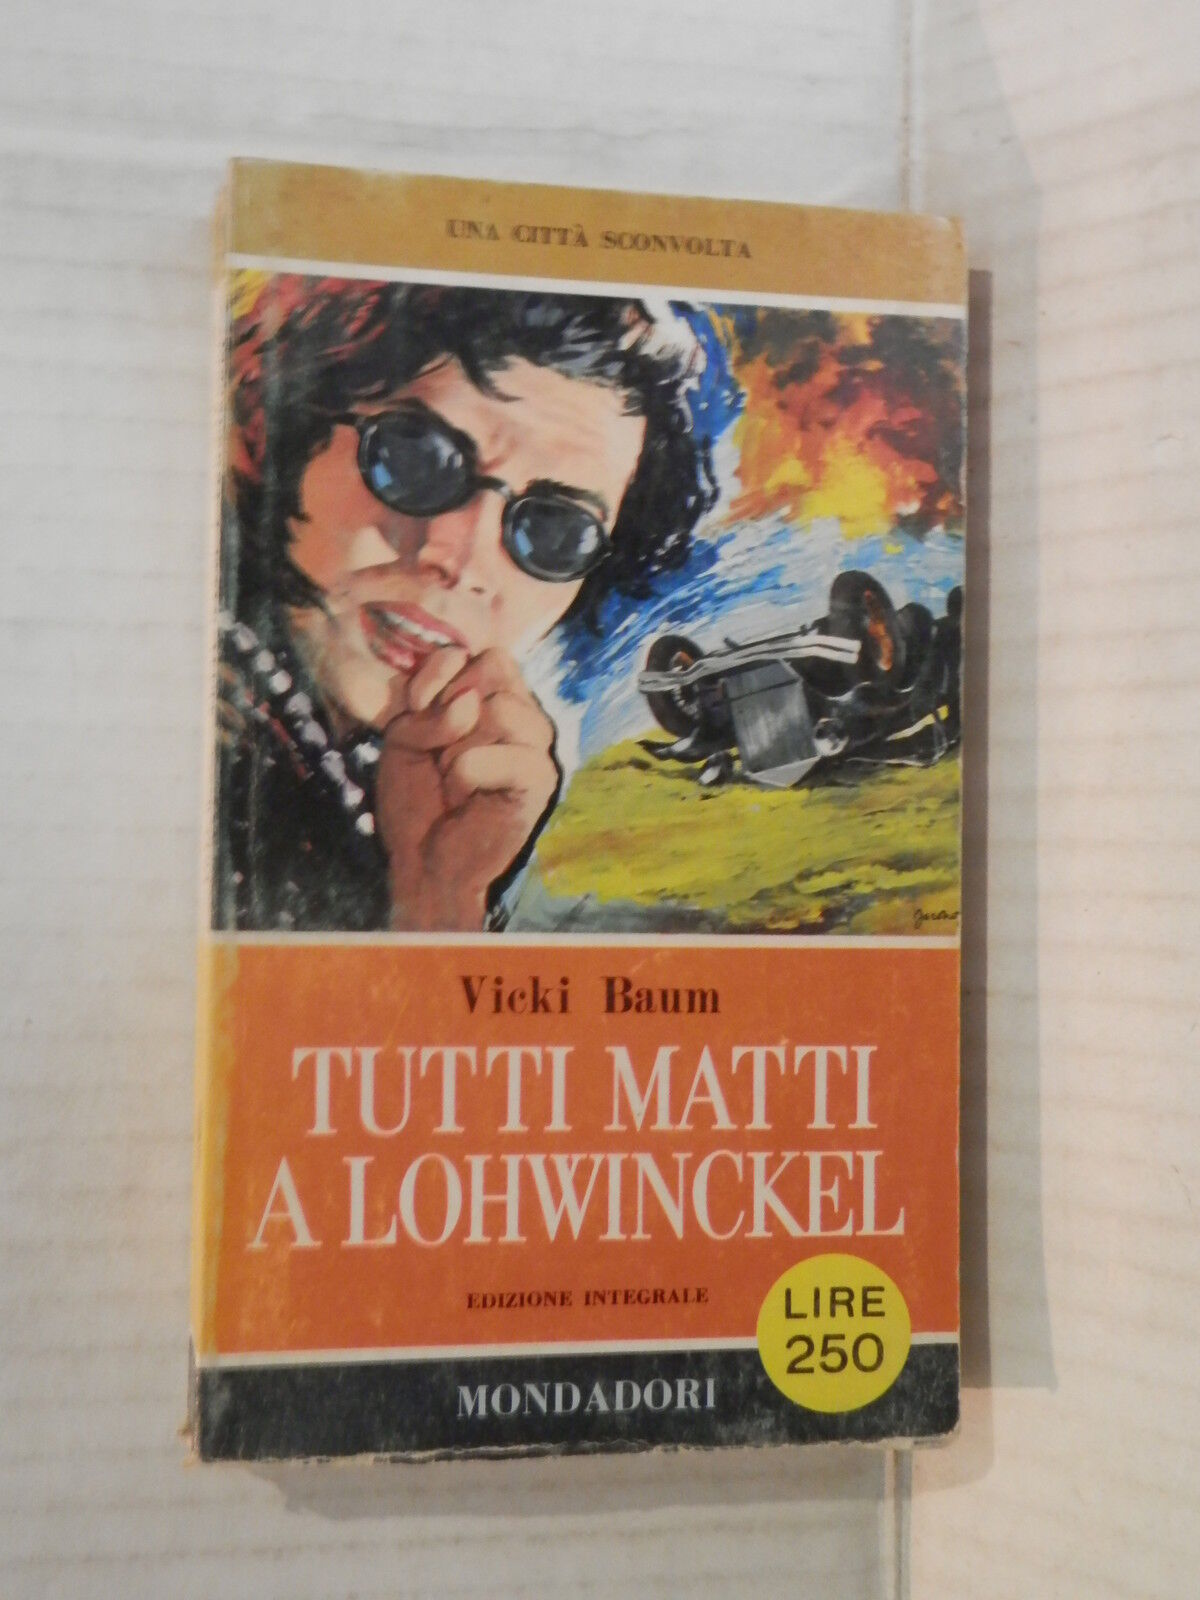 UNA CITTÀ SCONVOLTA
Vicki Baum
TUTTI MATTI
A LOHWINCKEL
EDIZIONE INTEGRALE
LIRE
250
MONDADORI